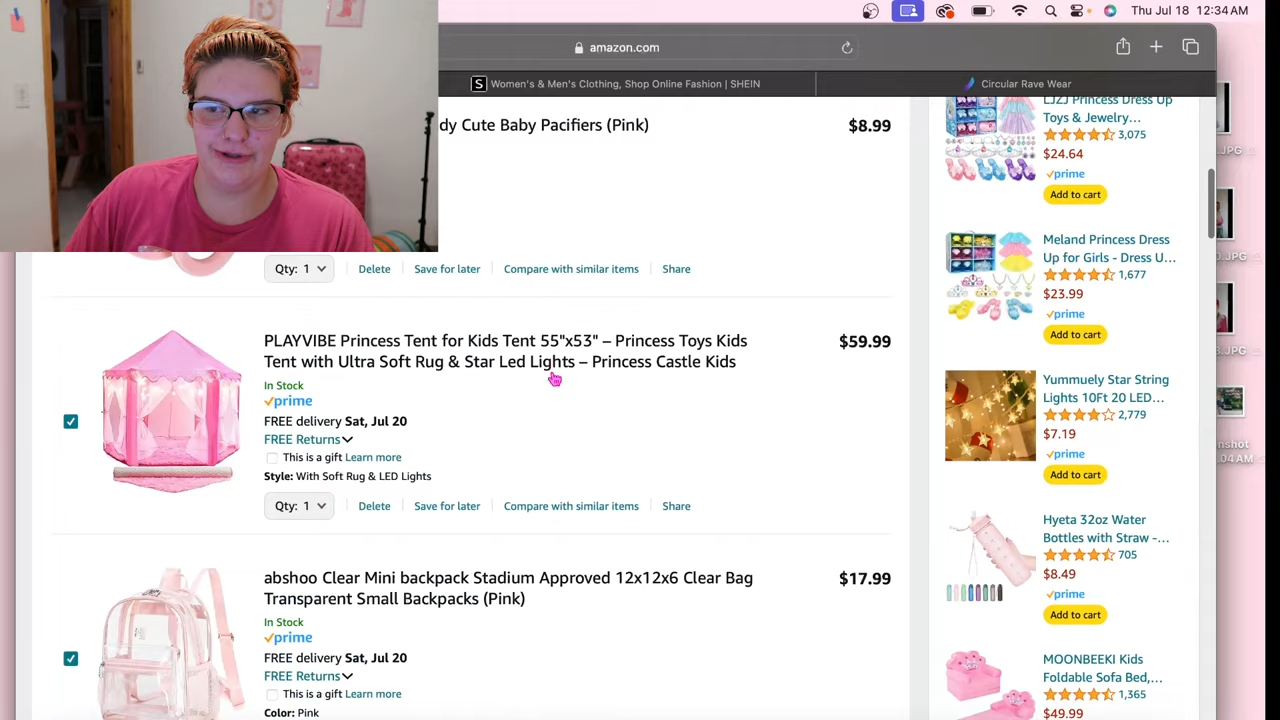 Thu Jul 18 12:34 AM
amazon.com
S Women's & Men's Clothing, Shop Online Fashion | SHEIN
Circular Rave Wear
dy Cute Baby Pacifiers (Pink)
$8.99
Qty: 1
Delete
Save for later
Compare with similar items
Share
PLAYVIBE Princess Tent for Kids Tent 55"x53" – Princess Toys Kids
Tent with Ultra Soft Rug & Star Led Lights – Princess Castle Kids
$59.99
In Stock
prime
FREE delivery Sat, Jul 20
FREE Returns
This is a gift Learn more
Style: With Soft Rug & LED Lights
Qty: 1
Delete
Save for later
Compare with similar items
Share
abshoo Clear Mini backpack Stadium Approved 12x12x6 Clear Bag
Transparent Small Backpacks (Pink)
$17.99
In Stock
prime
FREE delivery Sat, Jul 20
FREE Returns
This is a gift Learn more
Color: Pink
LJZJ Princess Dress Up
Toys & Jewelry…
3,075
$24.64
prime
Add to cart
Meland Princess Dress
Up for Girls - Dress U…
1,677
$23.99
prime
Add to cart
Yummuely Star String
Lights 10Ft 20 LED…
2,779
$7.19
prime
Add to cart
Hyeta 32oz Water
Bottles with Straw -…
705
$8.49
prime
Add to cart
MOONBEEKI Kids
Foldable Sofa Bed,…
1,365
$49.99
.JPG
0.JPG
3.JPG
nshot
.04 AM